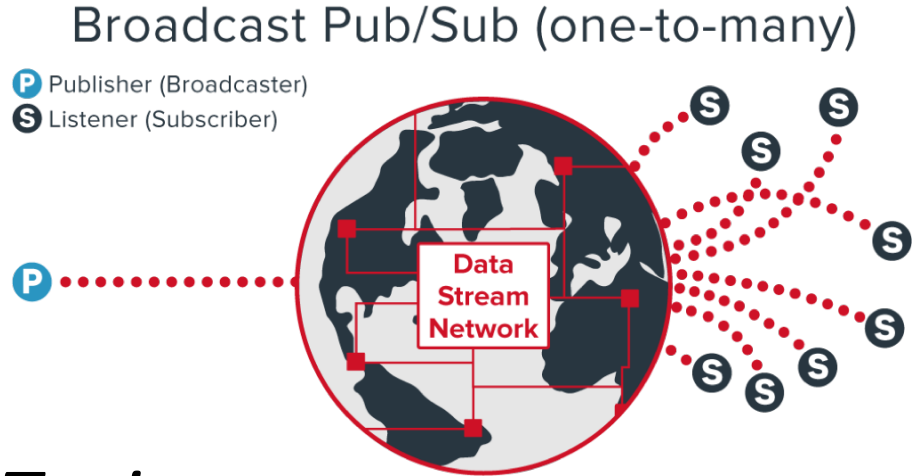 Broadcast Pub/Sub (one-to-many)
P Publisher (Broadcaster)
S Listener (Subscriber)
S
S
S
S
P
Data
Stream
Network
S
S
S
S